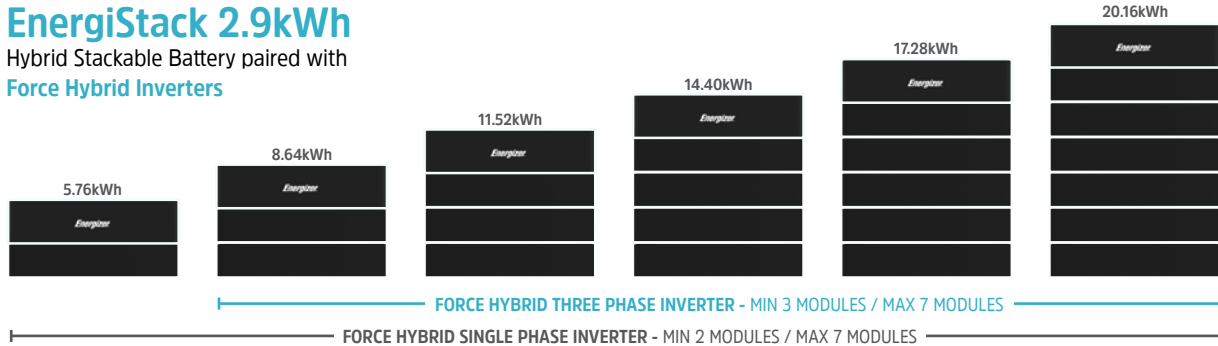 EnergiStack 2.9kWh
Hybrid Stackable Battery paired with
Force Hybrid Inverters
5.76kWh
Energizer
8.64kWh
Energizer
11.52kWh
Energizer
14.40kWh
Energizer
17.28kWh
Energizer
20.16kWh
Energizer
FORCE HYBRID THREE PHASE INVERTER - MIN 3 MODULES / MAX 7 MODULES
FORCE HYBRID SINGLE PHASE INVERTER - MIN 2 MODULES / MAX 7 MODULES